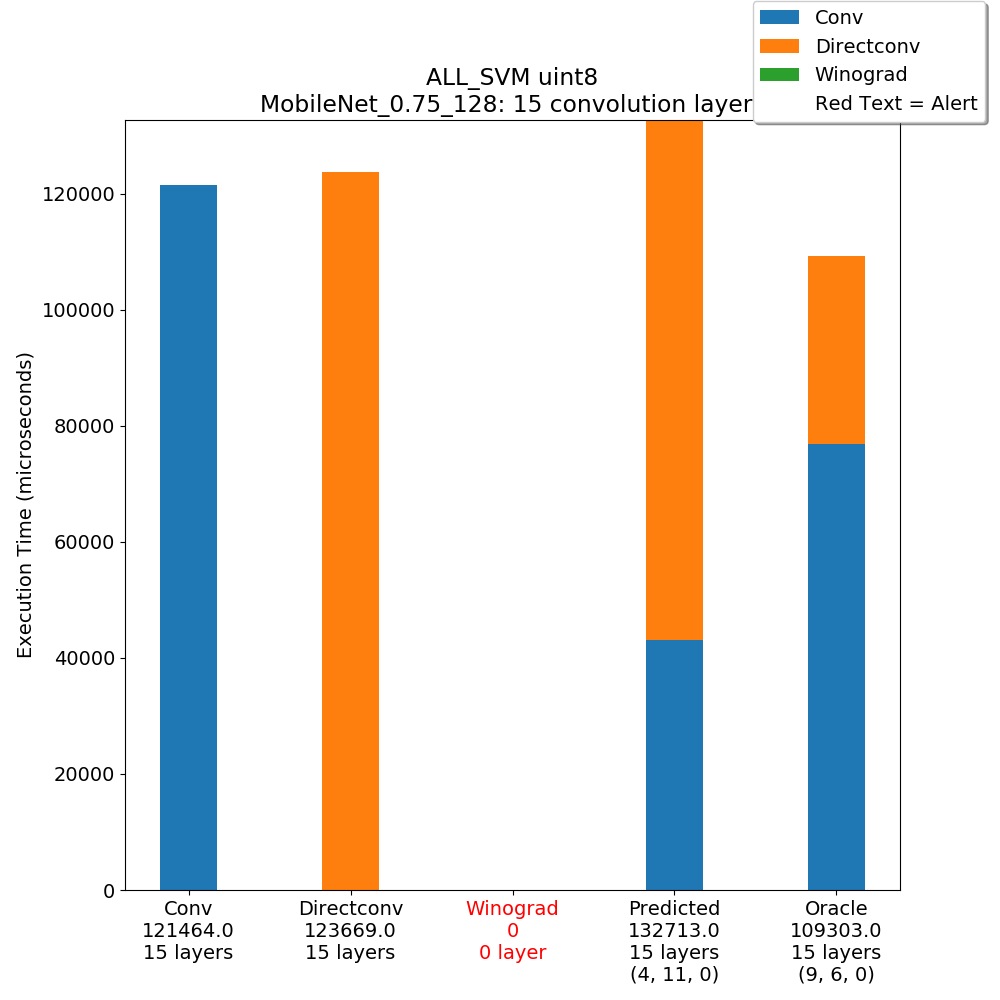 Conv
Directconv
Winograd
Red Text = Alert
ALL_SVM uint8
MobileNet_0.75_128: 15 convolution layer
Execution Time (microseconds)
120000
100000
80000
60000
40000
20000
0
Conv
121464.0
15 layers
Directconv
123669.0
15 layers
Winograd
0
0 layer
Predicted
132713.0
15 layers
(4, 11, 0)
Oracle
109303.0
15 layers
(9, 6, 0)